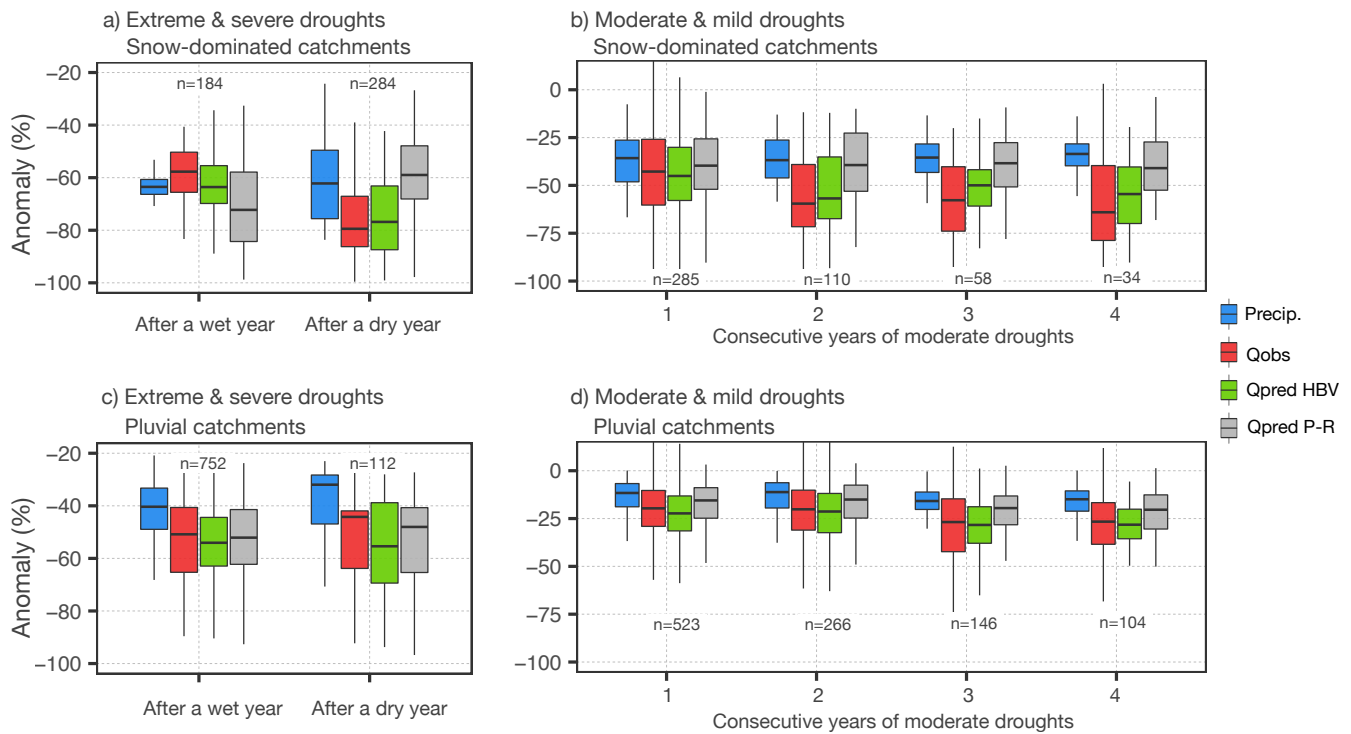 a) Extreme & severe droughts
Snow-dominated catchments
Anomaly (%)
−20
−40
−60
−80
−100
n=184
n=284
After a wet year
After a dry year
b) Moderate & mild droughts
Snow-dominated catchments
0
−25
−50
−75
−100
n=285
n=110
n=58
n=34
1
2
3
4
Consecutive years of moderate droughts
Precip.
Qobs
Qpred HBV
Qpred P-R
c) Extreme & severe droughts
Pluvial catchments
Anomaly (%)
−20
−40
−60
−80
−100
n=752
n=112
After a wet year
After a dry year
d) Moderate & mild droughts
Pluvial catchments
0
−25
−50
−75
−100
n=523
n=266
n=146
n=104
1
2
3
4
Consecutive years of moderate droughts